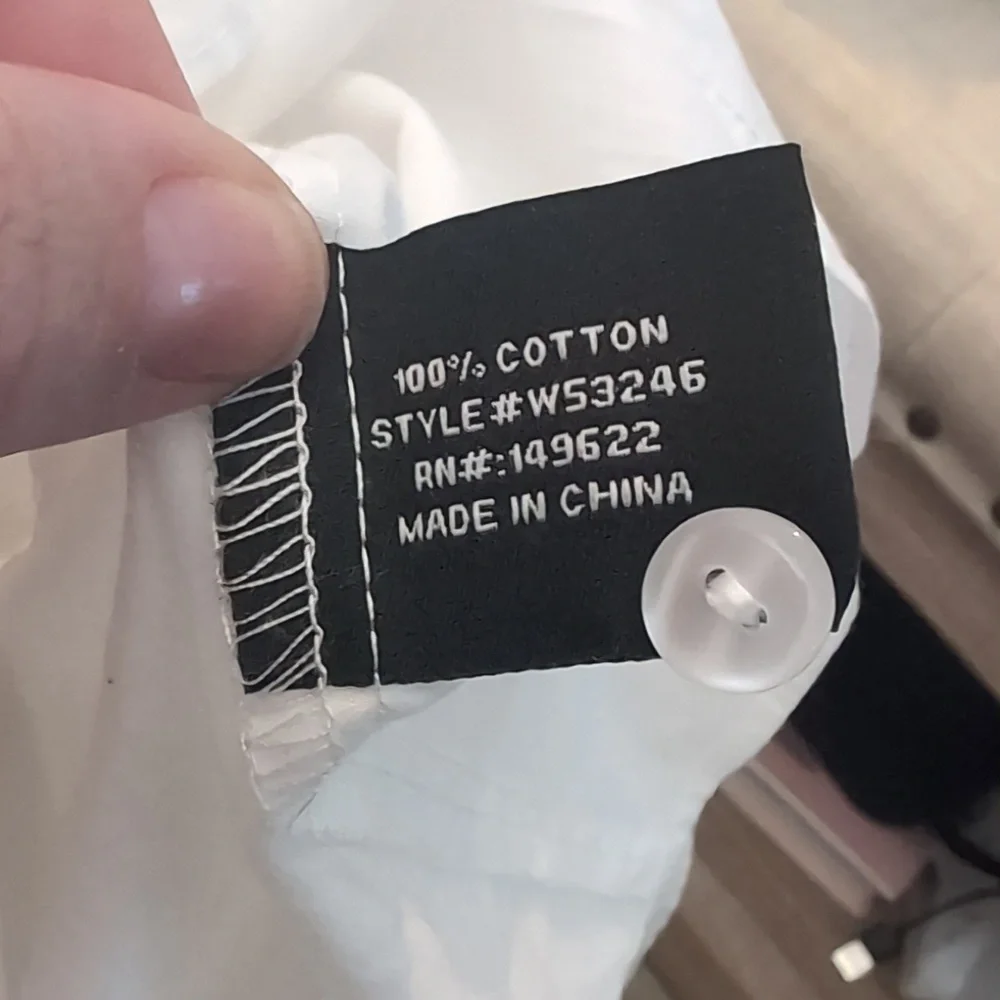 100% COTTON
STYLE#W53246
RN#:149622
MADE IN CHINA